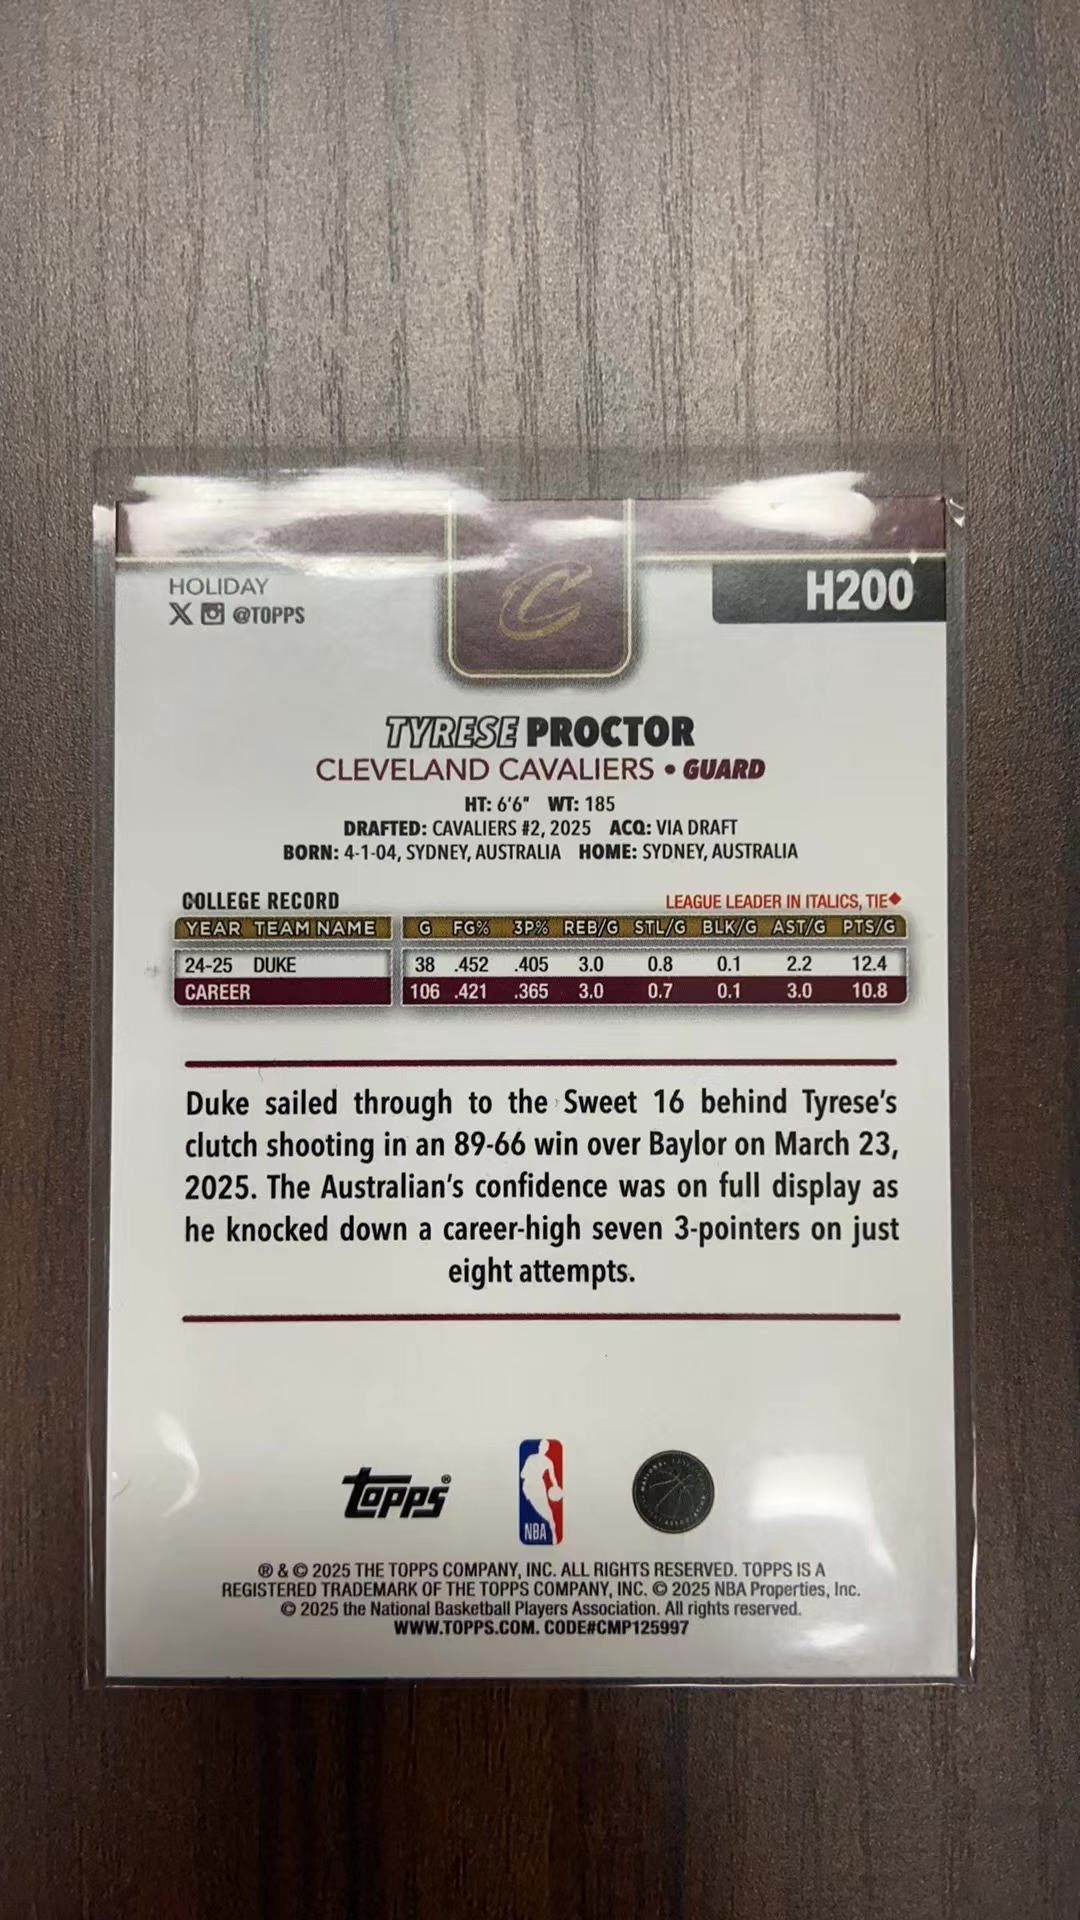 HOLIDAY
X @TOPPS
H200
TYRESE PROCTOR
CLEVELAND CAVALIERS • GUARD
HT: 6'6" WT: 185
DRAFTED: CAVALIERS #2, 2025 ACQ: VIA DRAFT
BORN: 4-1-04, SYDNEY, AUSTRALIA HOME: SYDNEY, AUSTRALIA
COLLEGE RECORD LEAGUE LEADER IN ITALICS, TIE◆
YEAR TEAM NAME G FG% 3P% REB/G STL/G BLK/G AST/G PTS/G
24-25 DUKE 38 .452 .405 3.0 0.8 0.1 2.2 12.4
CAREER 106 .421 .365 3.0 0.7 0.1 3.0 10.8
Duke sailed through to the Sweet 16 behind Tyrese's
clutch shooting in an 89-66 win over Baylor on March 23,
2025. The Australian's confidence was on full display as
he knocked down a career-high seven 3-pointers on just
eight attempts.
topps®
NBA
® & © 2025 THE TOPPS COMPANY, INC. ALL RIGHTS RESERVED. TOPPS IS A
REGISTERED TRADEMARK OF THE TOPPS COMPANY, INC. © 2025 NBA Properties, Inc.
© 2025 the National Basketball Players Association. All rights reserved.
WWW.TOPPS.COM. CODE#CMP125997